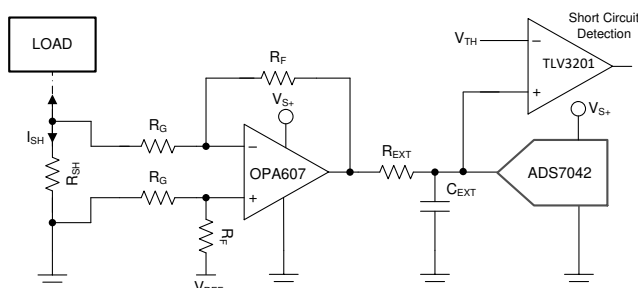 Short Circuit
Detection
LOAD
V_TH
TLV3201
R_F
V_S+
V_S+
I_SH
R_G
R_EXT
R_SH
OPA607
ADS7042
R_G
C_EXT
R_F